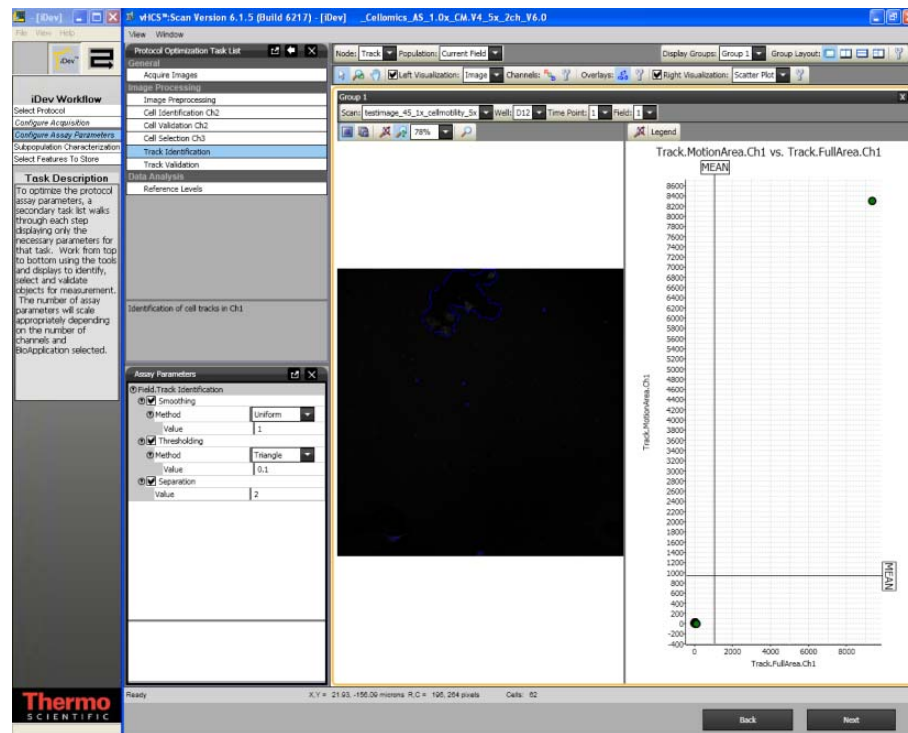 - [iDev]
vHCS™:Scan Version 6.1.5 (Build 6217) - [iDev] _Cellomics_AS_1.0x_CM.V4_5x_2ch_V6.0
File View Help
View Window
iDev™
iDev Workflow
Select Protocol
Configure Acquisition
Configure Assay Parameters
Subpopulation Characterization
Select Features To Store
Task Description
To optimize the protocol
assay parameters, a
secondary task list walks
through each step
displaying only the
necessary parameters for
that task. Work from top
to bottom using the tools
and displays to identify,
select and validate
objects for measurement.
The number of assay
parameters will scale
appropriately depending
on the number of
channels and
BioApplication selected.
Thermo
SCIENTIFIC
Protocol Optimization Task List
General
Acquire Images
Image Processing
Image Preprocessing
Cell Identification Ch2
Cell Validation Ch2
Cell Selection Ch3
Track Identification
Track Validation
Data Analysis
Reference Levels
Identification of cell tracks in Ch1
Assay Parameters
Field.Track Identification
Smoothing
Method Uniform
Value 1
Thresholding
Method Triangle
Value 0.1
Separation
Value 2
Node: Track Population: Current Field Display Groups: Group 1 Group Layout:
Left Visualization: Image Channels: Overlays: Right Visualization: Scatter Plot
Group 1
Scan: testimage_45_1x_cellmotility_5x Well: D12 Time Point: 1 Field: 1
78%
Legend
Track.MotionArea.Ch1 vs. Track.FullArea.Ch1
MEAN
8600
8400
8200
8000
7800
7600
7400
7200
7000
6800
6600
6400
6200
6000
5800
5600
5400
5200
5000
4800
4600
4400
4200
4000
3800
3600
3400
3200
3000
2800
2600
2400
2200
2000
1800
1600
1400
1200
1000
800
600
400
200
0
-200
-400
Track.MotionArea.Ch1
MEAN
0 2000 4000 6000 8000
Track.FullArea.Ch1
Ready X,Y = 21.93, -156.09 microns R,C = 196, 264 pixels Cells: 62
Back Next